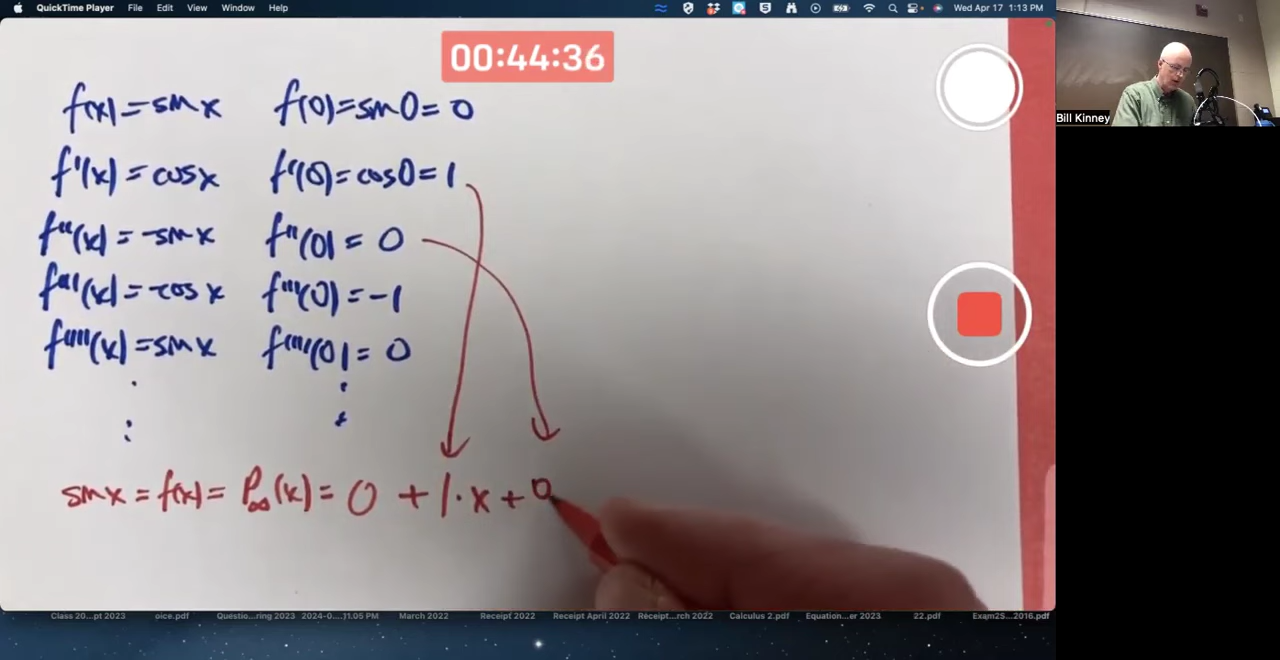 QuickTime Player File Edit View Window Help Wed Apr 17 1:13 PM
00:44:36
Bill Kinney
f(x)=sin x f(0)=sin 0=0
f'(x)=cos x f'(0)=cos 0=1
f''(x)=-sin x f''(0)=0
f'''(x)=-cos x f'''(0)=-1
f''''(x)=sin x f''''(0)=0
sin x = f(x) = P∞(x) = 0 + 1·x + 0
Class 20...pt 2023 oice.pdf Questio...ring 2023 2024-0....11.05 PM March 2022 Receipt 2022 Receipt April 2022 Receipt...rch 2022 Calculus 2.pdf Equation...er 2023 22.pdf Exam2S...2016.pdf